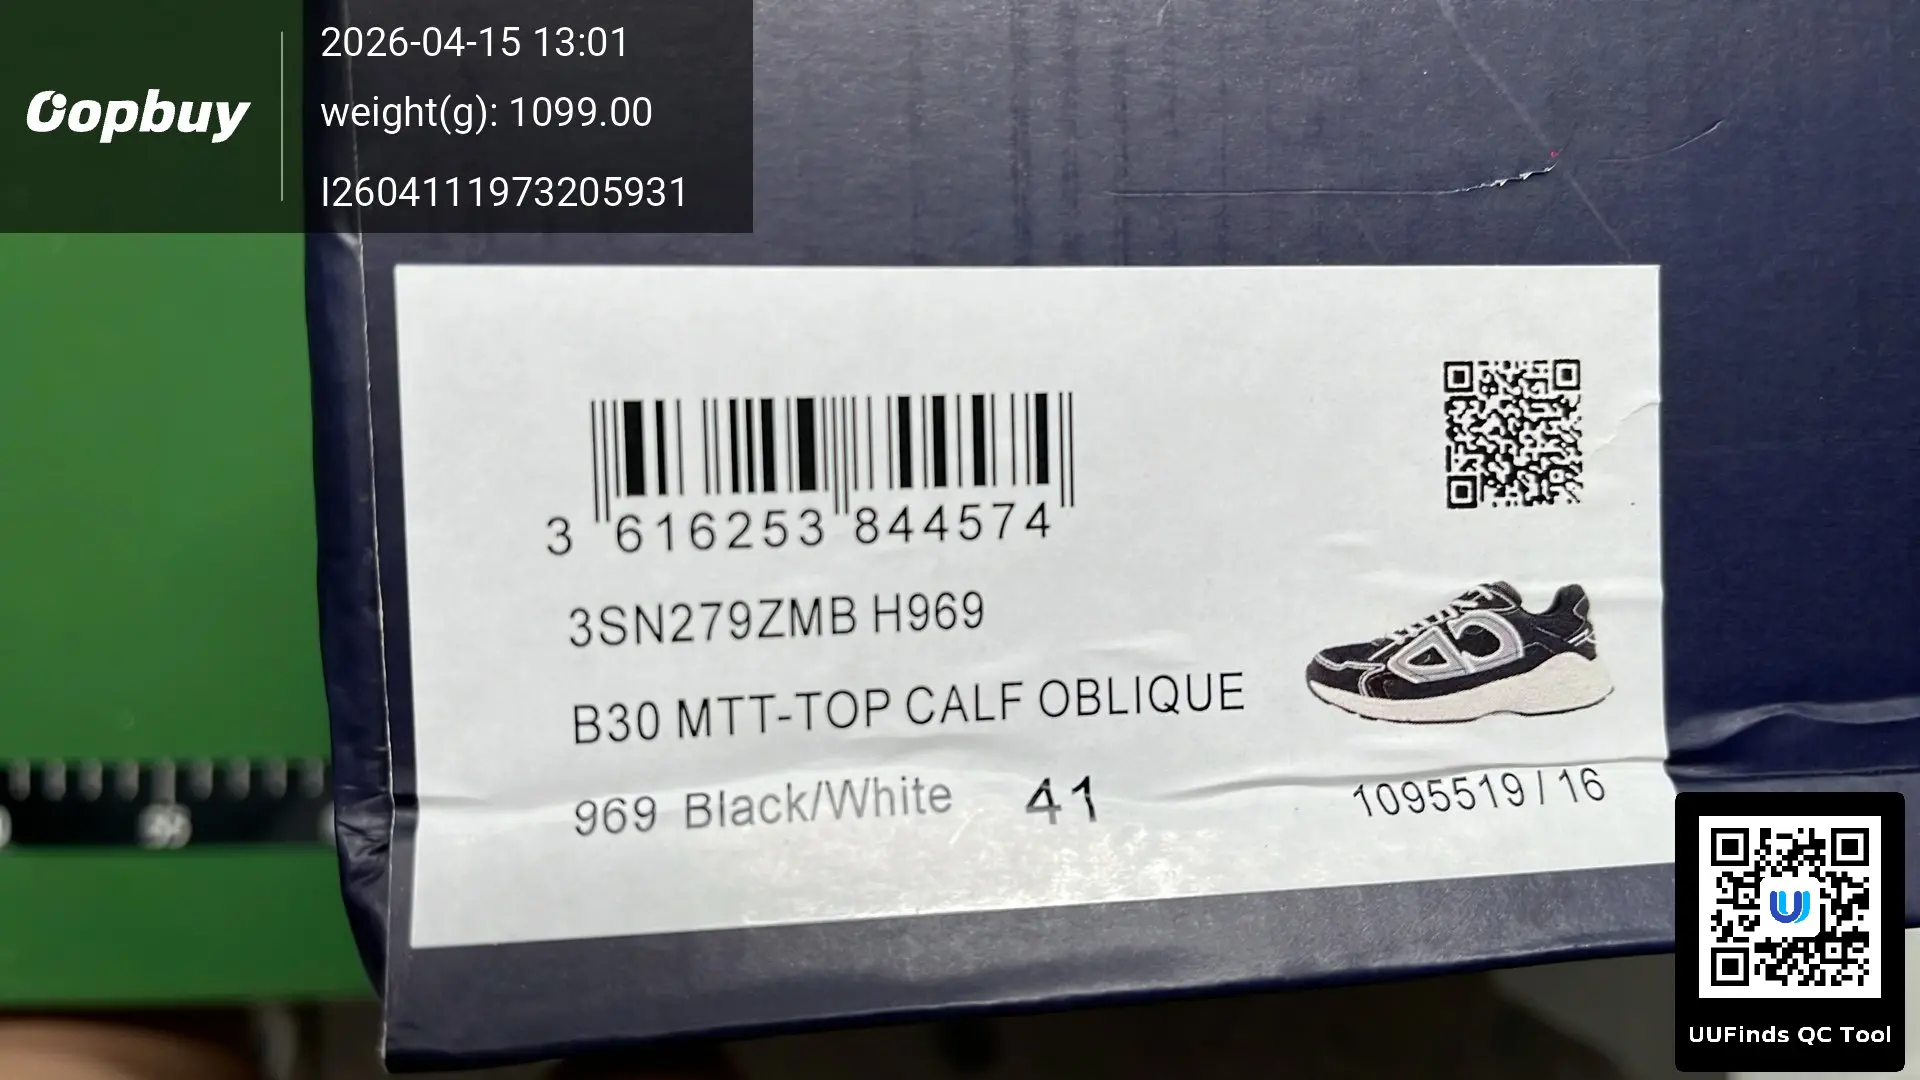 Oopbuy
2026-04-15 13:01
weight(g): 1099.00
I2604111973205931
3 616253 844574
3SN279ZMB H969
B30 MTT-TOP CALF OBLIQUE
969 Black/White 41
1095519 / 16
UUFinds QC Tool